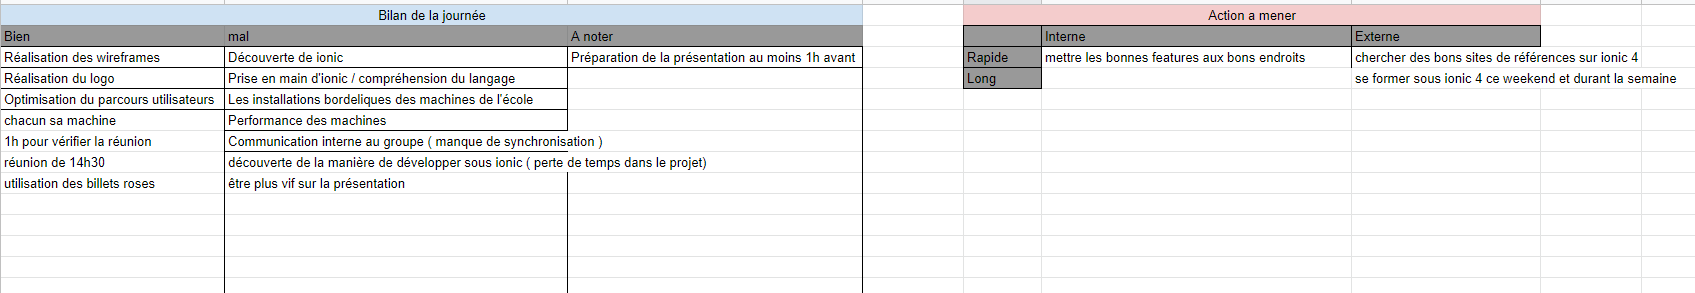 Bilan de la journée
Action a mener
Bien mal A noter
Interne Externe
Réalisation des wireframes Découverte de ionic Préparation de la présentation au moins 1h avant
Rapide mettre les bonnes features aux bons endroits chercher des bons sites de références sur ionic 4
Réalisation du logo Prise en main d'ionic / compréhension du langage
Long se former sous ionic 4 ce weekend et durant la semaine
Optimisation du parcours utilisateurs Les installations bordeliques des machines de l'école
chacun sa machine Performance des machines
1h pour vérifier la réunion Communication interne au groupe ( manque de synchronisation )
réunion de 14h30 découverte de la manière de développer sous ionic ( perte de temps dans le projet)
utilisation des billets roses être plus vif sur la présentation